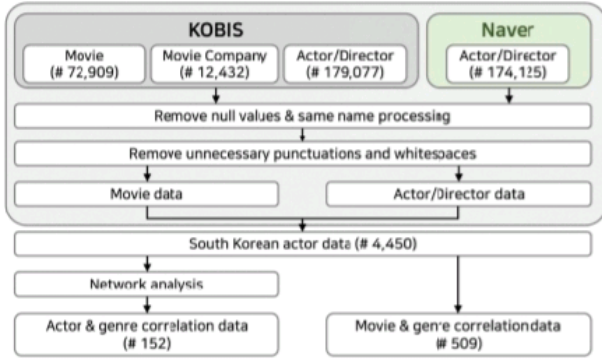 KOBIS
Naver
Movie
(# 72,909)
Movie Company
(# 12,432)
Actor/Director
(# 179,077)
Actor/Director
(# 174,125)
Remove null values & same name processing
Remove unnecessary punctuations and whitespaces
Movie data
Actor/Director data
South Korean actor data (# 4,450)
Network analysis
Actor & genre correlation data
(# 152)
Movie & genre correlation data
(# 509)